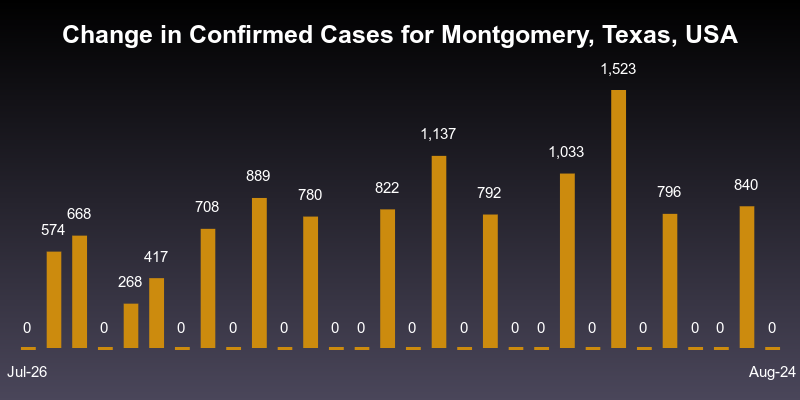 Change in Confirmed Cases for Montgomery, Texas, USA
0 574 668 0 268 417 0 708 0 889 0 780 0 0 822 0 1,137 0 792 0 0 1,033 0 1,523 0 796 0 0 840 0
Jul-26 Aug-24